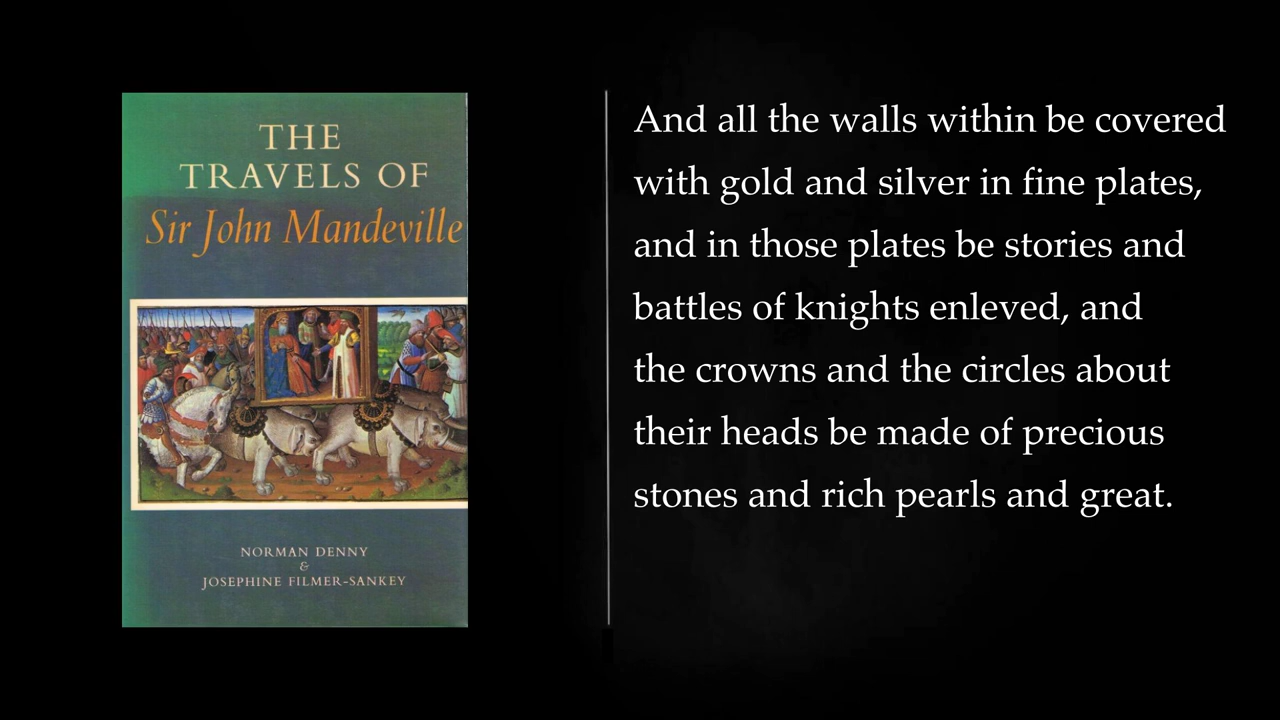 THE
TRAVELS OF
Sir John Mandeville
NORMAN DENNY
&
JOSEPHINE FILMER-SANKEY
And all the walls within be covered
with gold and silver in fine plates,
and in those plates be stories and
battles of knights enleved, and
the crowns and the circles about
their heads be made of precious
stones and rich pearls and great.